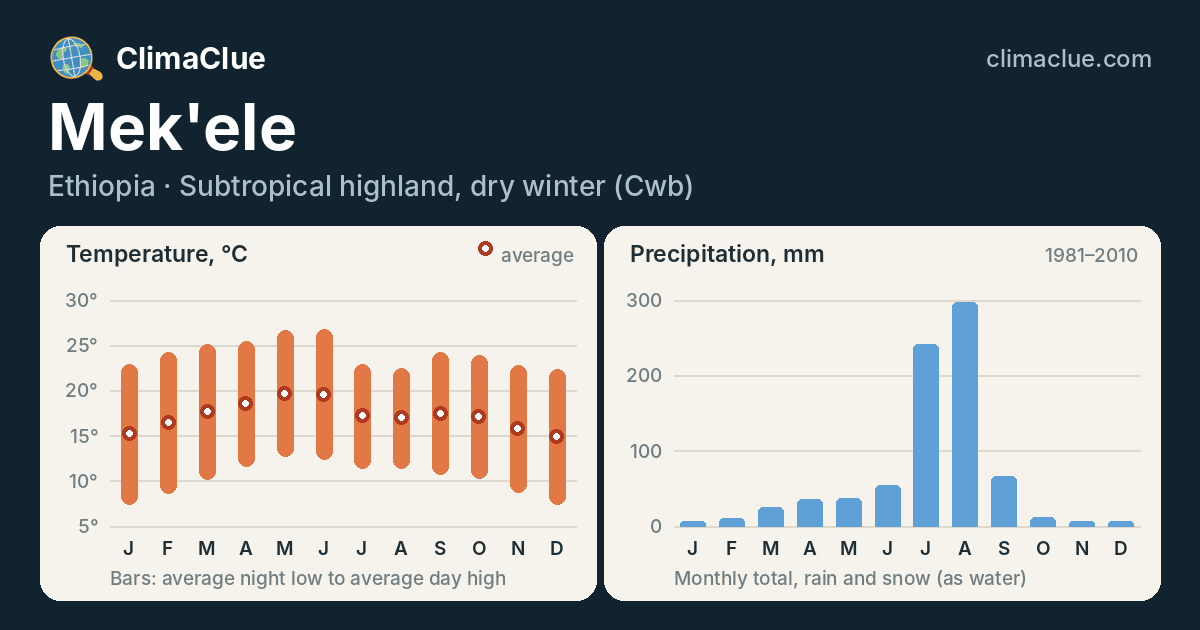 ClimaClue
climaclue.com
Mek'ele
Ethiopia · Subtropical highland, dry winter (Cwb)
Temperature, °C
average
30°
25°
20°
15°
10°
5°
J F M A M J J A S O N D
Bars: average night low to average day high
Precipitation, mm
1981–2010
300
200
100
0
J F M A M J J A S O N D
Monthly total, rain and snow (as water)